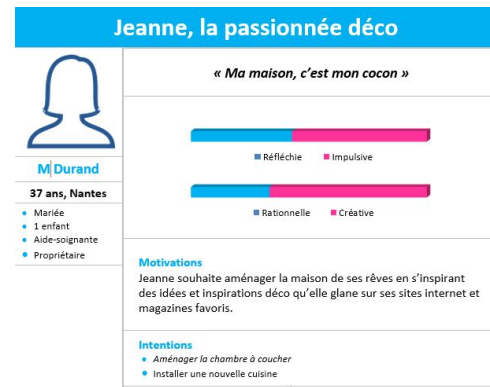 Jeanne, la passionnée déco
« Ma maison, c’est mon cocon »
Réfléchie Impulsive
Rationnelle Créative
M Durand
37 ans, Nantes
Mariée
1 enfant
Aide-soignante
Propriétaire
Motivations
Jeanne souhaite aménager la maison de ses rêves en s’inspirant
des idées et inspirations déco qu’elle glane sur ses sites internet et
magazines favoris.
Intentions
Aménager la chambre à coucher
Installer une nouvelle cuisine